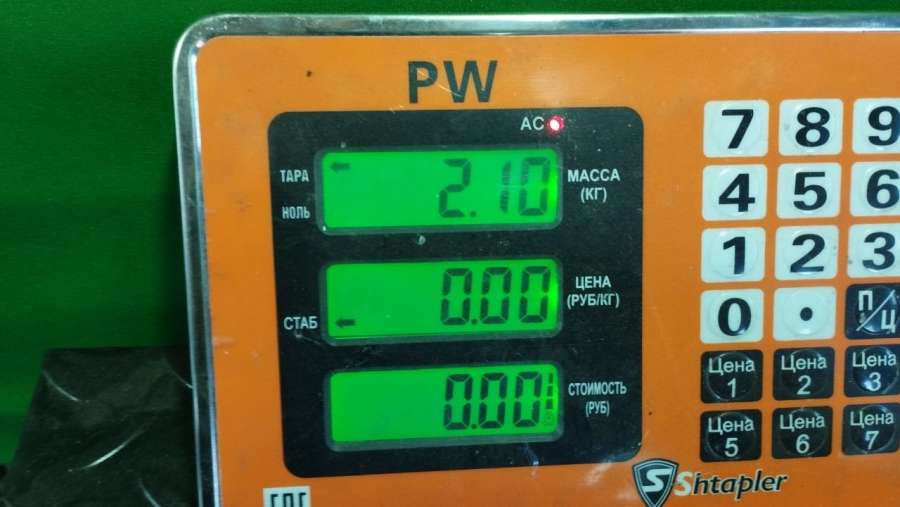 PW
AC
ТАРА
НОЛЬ
2.10
МАССА
(КГ)
СТАБ
0.00
ЦЕНА
(РУБ/КГ)
0.00
СТОИМОСТЬ
(РУБ)
7 8 9
4 5 6
1 2 3
0 . П/Ц
Цена 1 Цена 2 Цена 3
Цена 5 Цена 6 Цена 7
S Shtapler
EAC